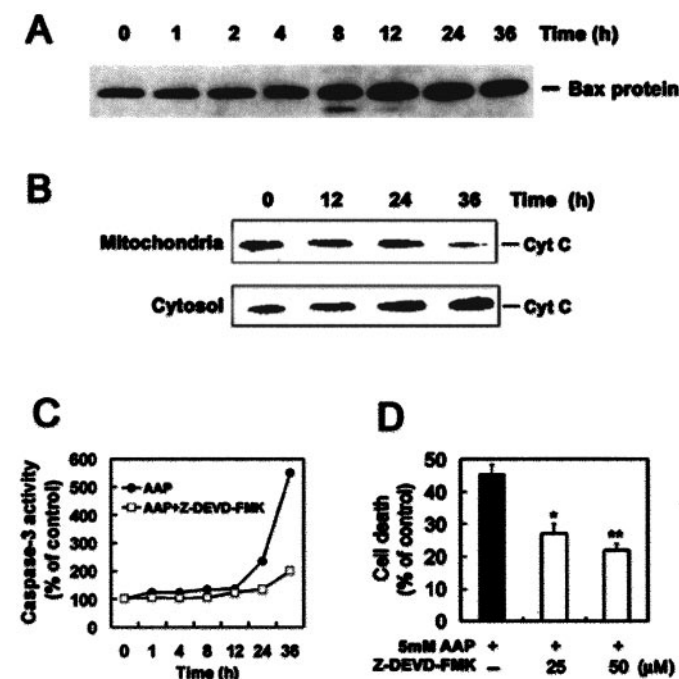 A
0 1 2 4 8 12 24 36 Time (h)
— Bax protein
B
0 12 24 36 Time (h)
Mitochondria — Cyt C
Cytosol — Cyt C
C
Caspase-3 activity
(% of control)
600
500
400
300
200
100
0
AAP
AAP+Z-DEVD-FMK
0 1 4 8 12 24 36
Time (h)
D
Cell death
(% of control)
50
40
30
20
10
0
*
**
5mM AAP + + +
Z-DEVD-FMK – 25 50 (μM)